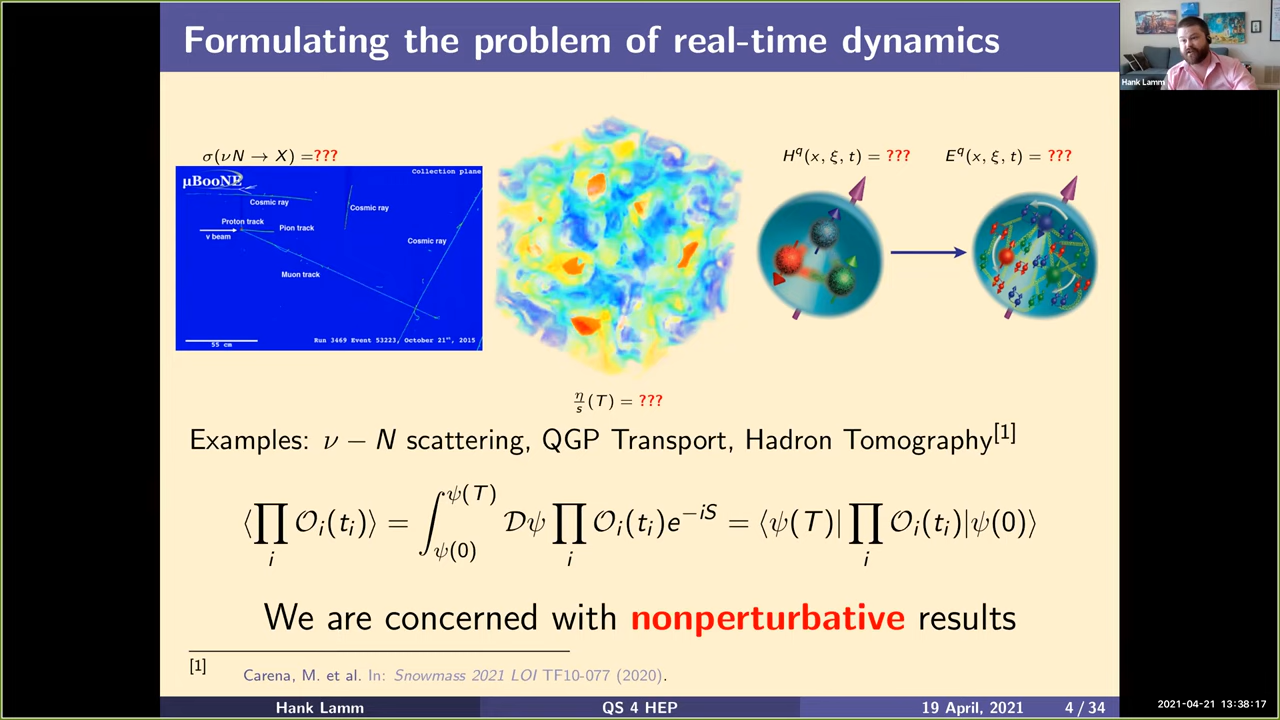 Formulating the problem of real-time dynamics
Hank Lamm
σ(νN → X) =???
μBooNE
Collection plane
Cosmic ray
Cosmic ray
Proton track
Pion track
ν beam
Cosmic ray
Muon track
55 cm
Run 3469 Event 53223, October 21st, 2015
η/s (T) = ???
H^q(x, ξ, t) = ???
E^q(x, ξ, t) = ???
Examples: ν − N scattering, QGP Transport, Hadron Tomography[1]
⟨∏_i O_i(t_i)⟩ = ∫_{ψ(0)}^{ψ(T)} Dψ ∏_i O_i(t_i)e^{−iS} = ⟨ψ(T)|∏_i O_i(t_i)|ψ(0)⟩
We are concerned with nonperturbative results
[1] Carena, M. et al. In: Snowmass 2021 LOI TF10-077 (2020).
Hank Lamm QS 4 HEP 19 April, 2021 4 / 34
2021-04-21 13:38:17